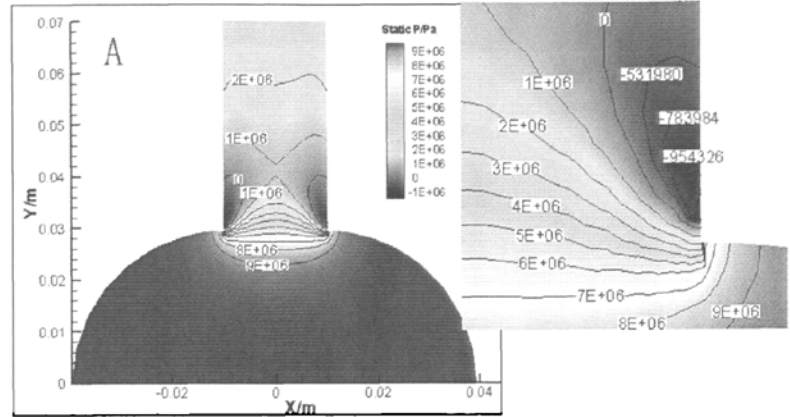 A
Static P/Pa
9E+06
8E+06
7E+06
6E+06
5E+06
4E+06
3E+06
2E+06
1E+06
0
-1E+06
0.07
0.06
0.05
0.04
0.03
0.02
0.01
0
Y/m
-0.02
0
0.02
0.04
X/m
2E+06
1E+06
0
1E+06
8E+06
9E+06
0
-531980
1E+06
-783984
2E+06
-954326
3E+06
4E+06
5E+06
6E+06
7E+06
9E+06
8E+06